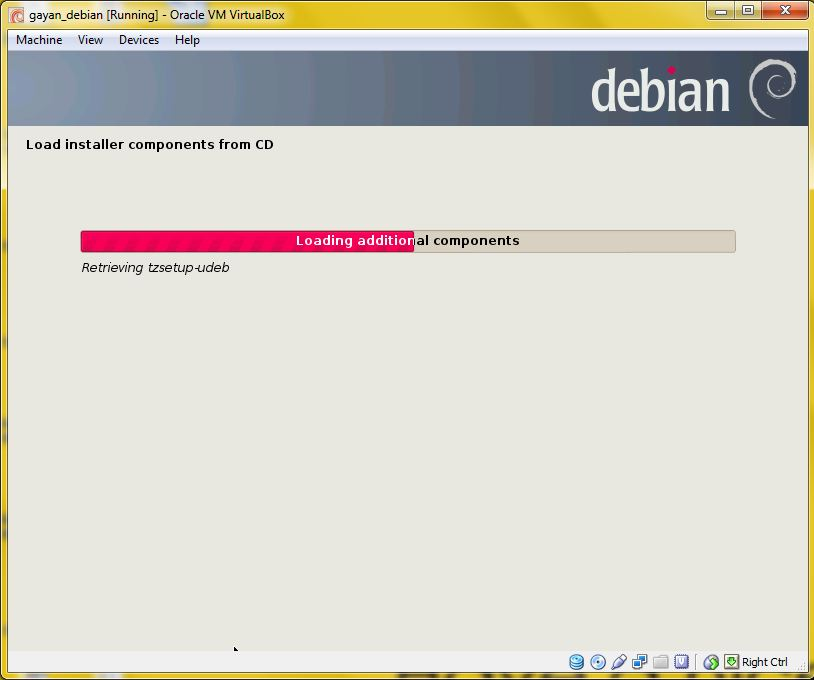 gayan_debian [Running] - Oracle VM VirtualBox
Machine View Devices Help
debian
Load installer components from CD
Loading additional components
Retrieving tzsetup-udeb
Right Ctrl